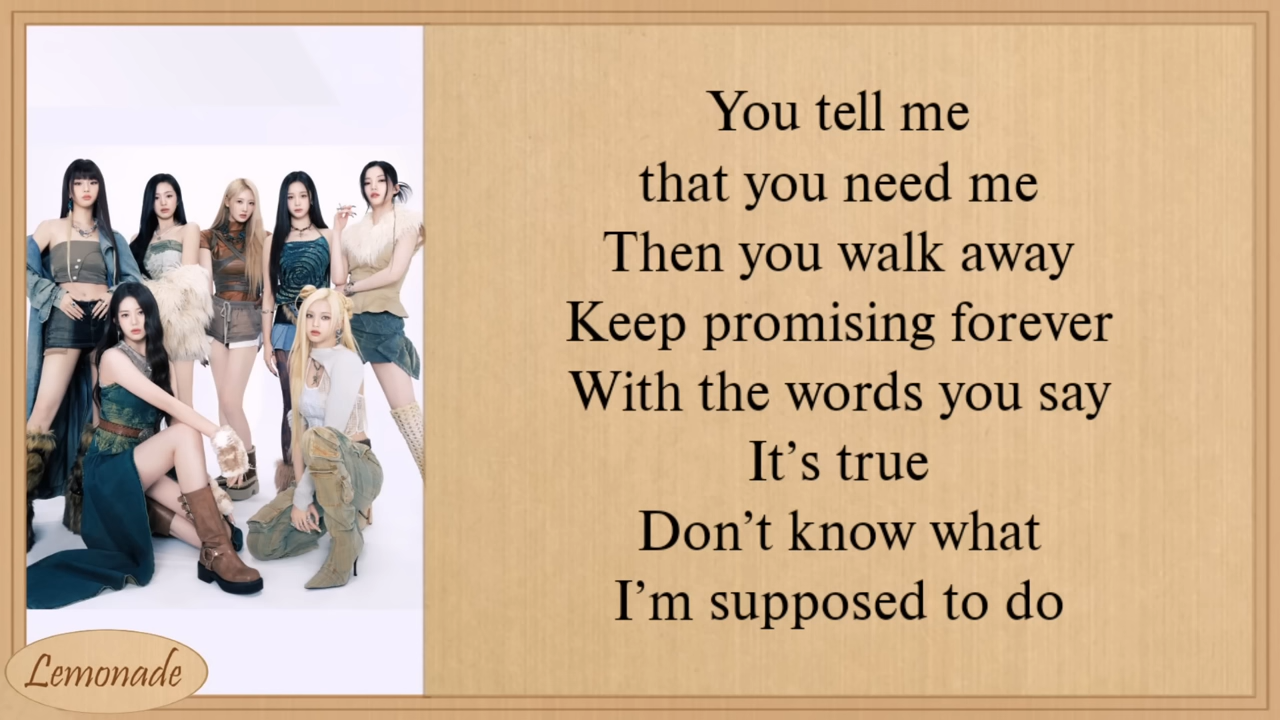 You tell me
that you need me
Then you walk away
Keep promising forever
With the words you say
It’s true
Don’t know what
I’m supposed to do
Lemonade